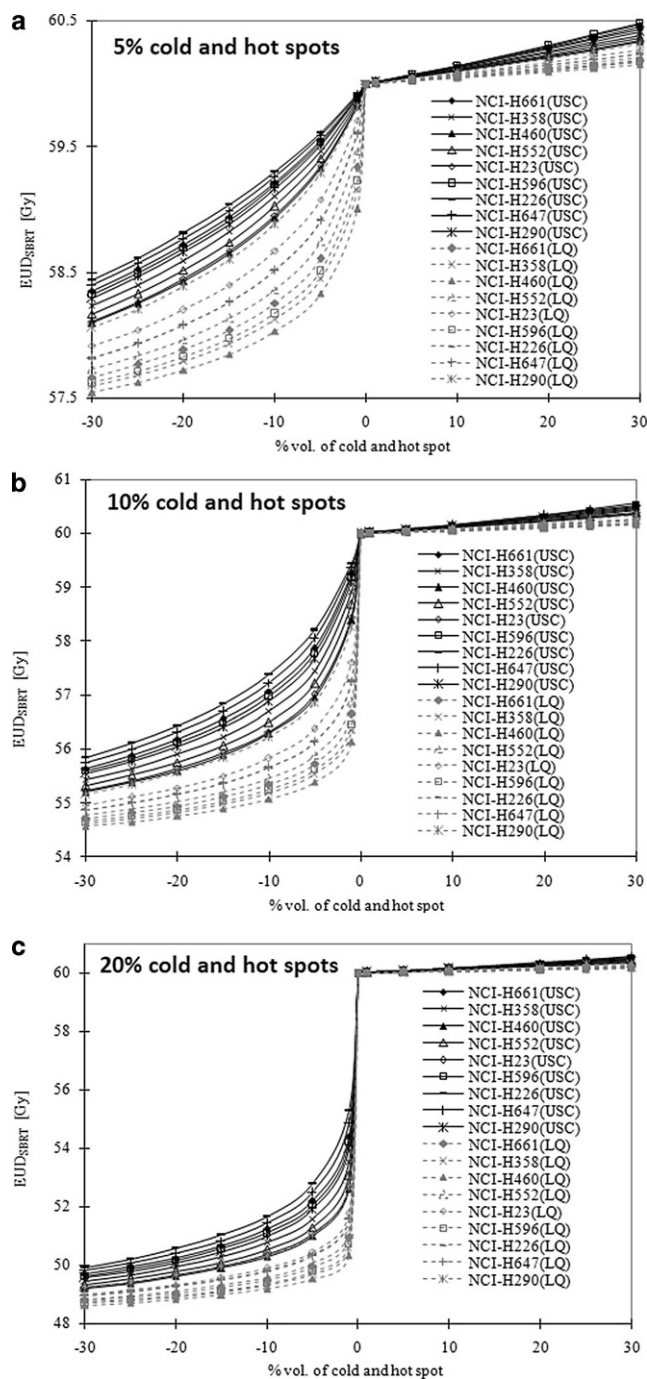 a
5% cold and hot spots
60.5
59.5
58.5
57.5
EUDSBRT [Gy]
NCI-H661(USC)
NCI-H358(USC)
NCI-H460(USC)
NCI-H552(USC)
NCI-H23(USC)
NCI-H596(USC)
NCI-H226(USC)
NCI-H647(USC)
NCI-H290(USC)
NCI-H661(LQ)
NCI-H358(LQ)
NCI-H460(LQ)
NCI-H552(LQ)
NCI-H23(LQ)
NCI-H596(LQ)
NCI-H226(LQ)
NCI-H647(LQ)
NCI-H290(LQ)
-30 -20 -10 0 10 20 30
% vol. of cold and hot spot
b
10% cold and hot spots
61
60
59
58
57
56
55
54
EUDSBRT [Gy]
NCI-H661(USC)
NCI-H358(USC)
NCI-H460(USC)
NCI-H552(USC)
NCI-H23(USC)
NCI-H596(USC)
NCI-H226(USC)
NCI-H647(USC)
NCI-H290(USC)
NCI-H661(LQ)
NCI-H358(LQ)
NCI-H460(LQ)
NCI-H552(LQ)
NCI-H23(LQ)
NCI-H596(LQ)
NCI-H226(LQ)
NCI-H647(LQ)
NCI-H290(LQ)
-30 -20 -10 0 10 20 30
% vol. of cold and hot spot
c
20% cold and hot spots
60
58
56
54
52
50
48
EUDSBRT [Gy]
NCI-H661(USC)
NCI-H358(USC)
NCI-H460(USC)
NCI-H552(USC)
NCI-H23(USC)
NCI-H596(USC)
NCI-H226(USC)
NCI-H647(USC)
NCI-H290(USC)
NCI-H661(LQ)
NCI-H358(LQ)
NCI-H460(LQ)
NCI-H552(LQ)
NCI-H23(LQ)
NCI-H596(LQ)
NCI-H226(LQ)
NCI-H647(LQ)
NCI-H290(LQ)
-30 -20 -10 0 10 20 30
% vol. of cold and hot spot